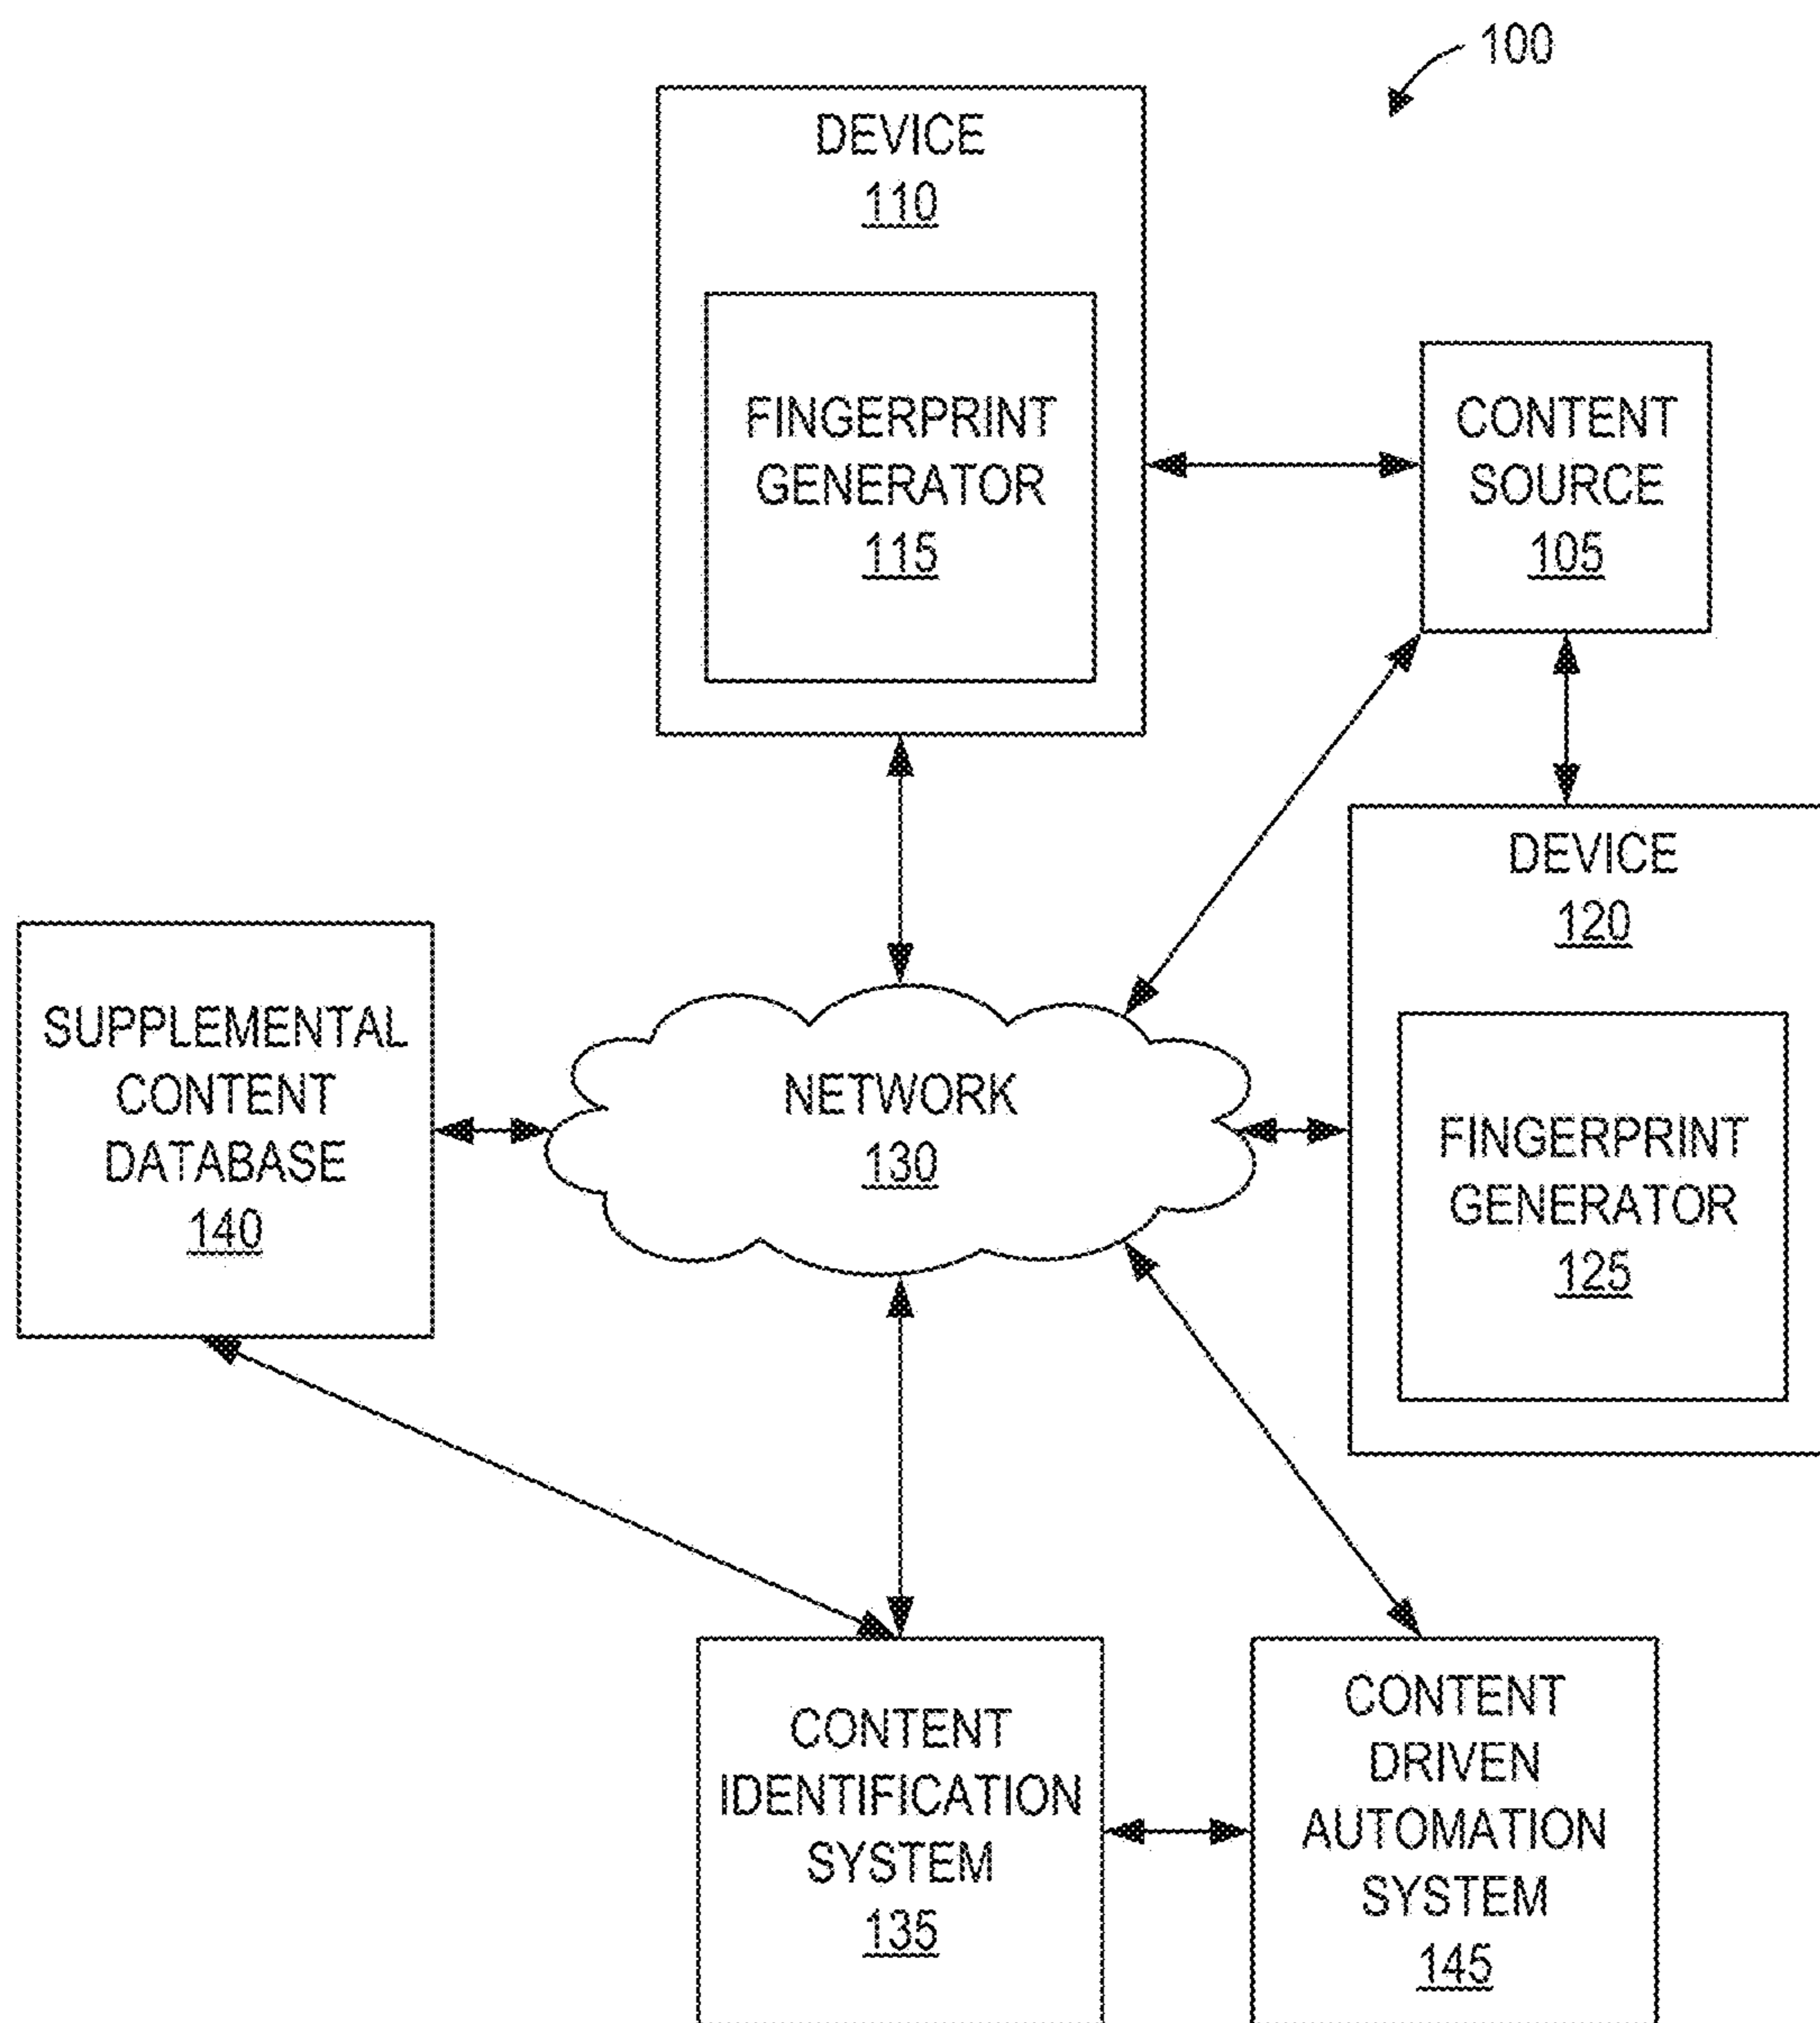 100
DEVICE
110
FINGERPRINT
GENERATOR
115
CONTENT
SOURCE
105
DEVICE
120
FINGERPRINT
GENERATOR
125
SUPPLEMENTAL
CONTENT
DATABASE
140
NETWORK
130
CONTENT
IDENTIFICATION
SYSTEM
135
CONTENT
DRIVEN
AUTOMATION
SYSTEM
145